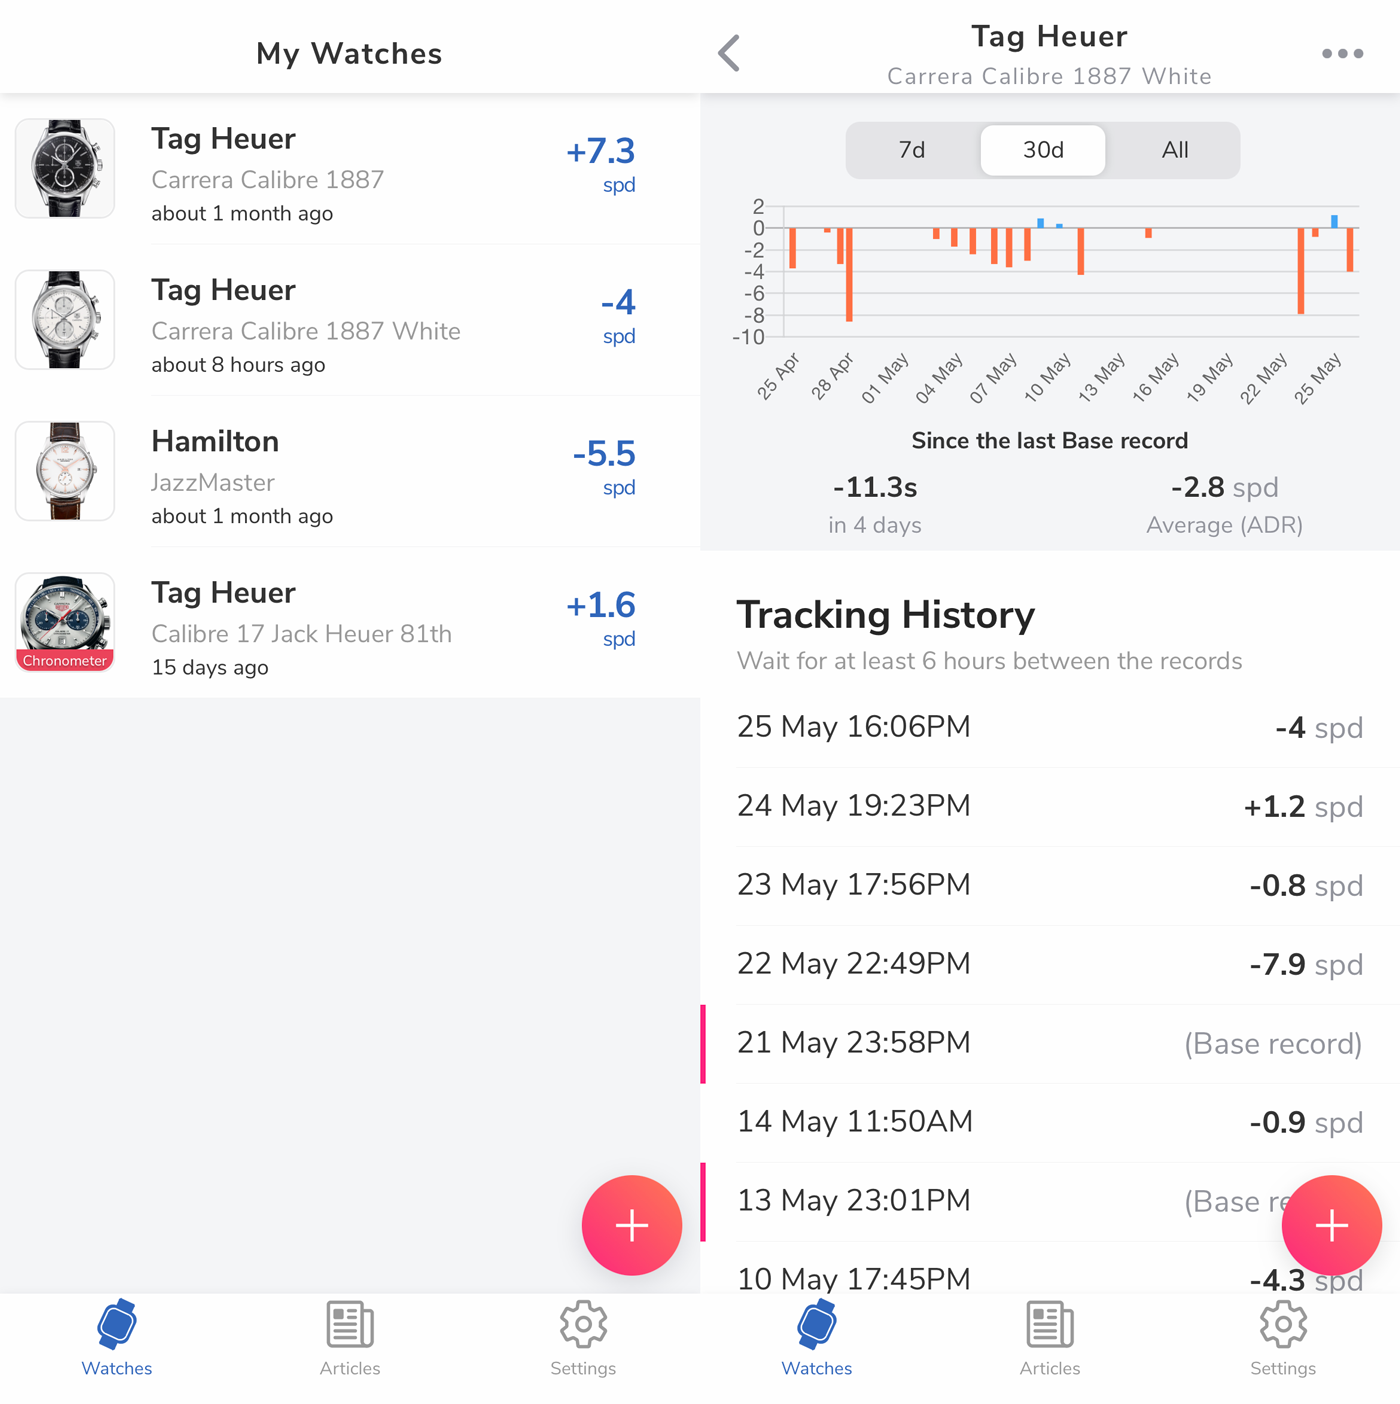 My Watches
Tag Heuer
Carrera Calibre 1887
about 1 month ago
+7.3
spd
Tag Heuer
Carrera Calibre 1887 White
about 8 hours ago
-4
spd
Hamilton
JazzMaster
about 1 month ago
-5.5
spd
Chronometer
Tag Heuer
Calibre 17 Jack Heuer 81th
15 days ago
+1.6
spd
Watches
Articles
Settings
Tag Heuer
Carrera Calibre 1887 White
7d 30d All
2
0
-2
-4
-6
-8
-10
25 Apr 28 Apr 01 May 04 May 07 May 10 May 13 May 16 May 19 May 22 May 25 May
Since the last Base record
-11.3s -2.8 spd
in 4 days Average (ADR)
Tracking History
Wait for at least 6 hours between the records
25 May 16:06PM -4 spd
24 May 19:23PM +1.2 spd
23 May 17:56PM -0.8 spd
22 May 22:49PM -7.9 spd
21 May 23:58PM (Base record)
14 May 11:50AM -0.9 spd
13 May 23:01PM (Base re
10 May 17:45PM -4.3 spd
Watches
Articles
Settings